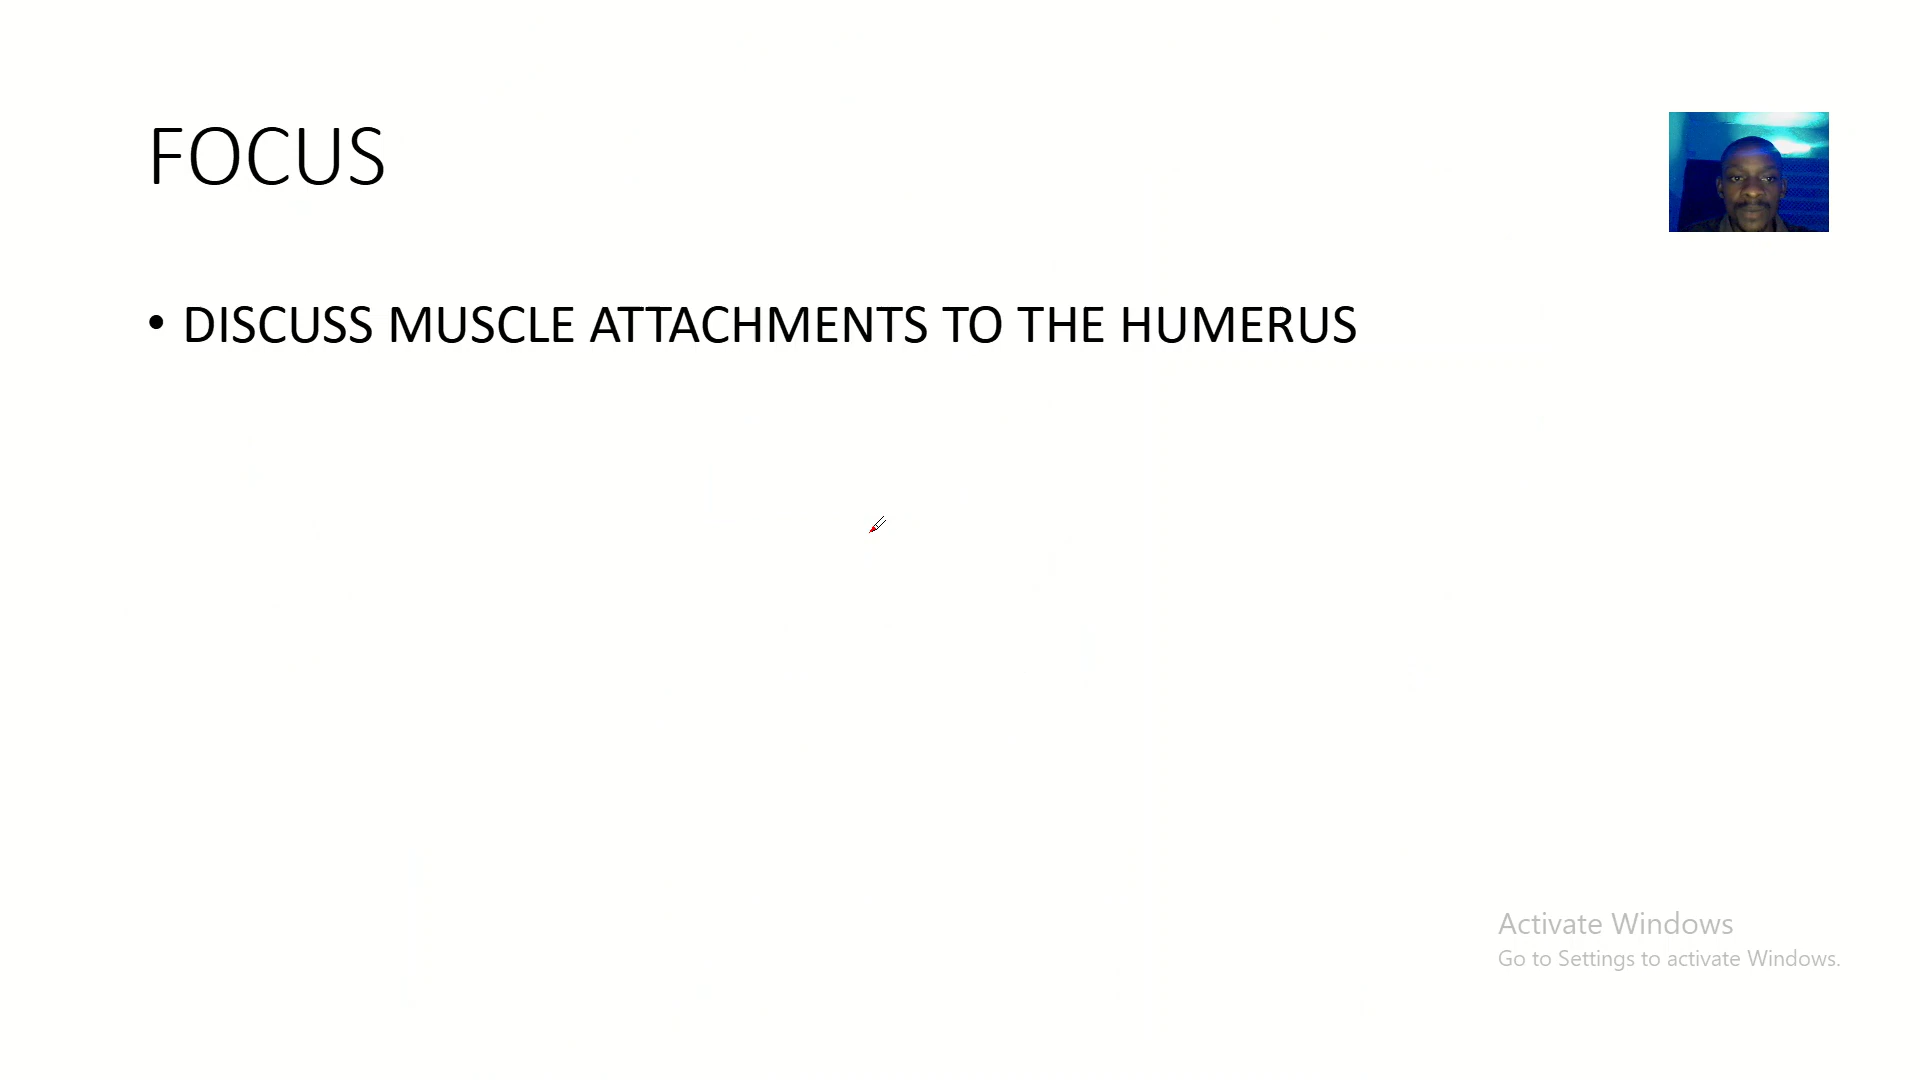 FOCUS
• DISCUSS MUSCLE ATTACHMENTS TO THE HUMERUS
Activate Windows
Go to Settings to activate Windows.